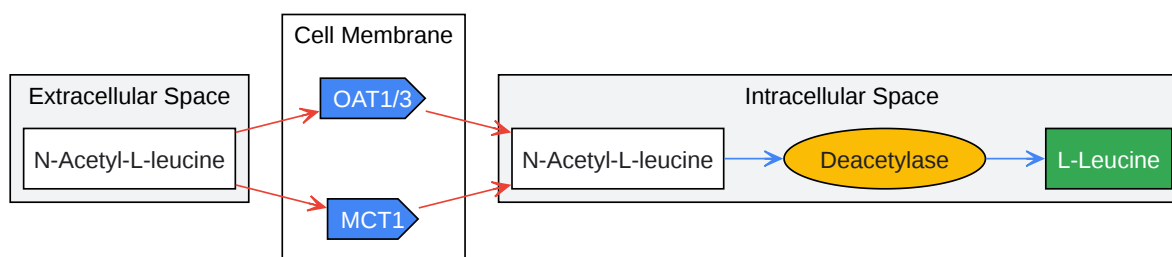 Cell Membrane
Extracellular Space
OAT1/3
Intracellular Space
N-Acetyl-L-leucine
N-Acetyl-L-leucine
Deacetylase
L-Leucine
MCT1